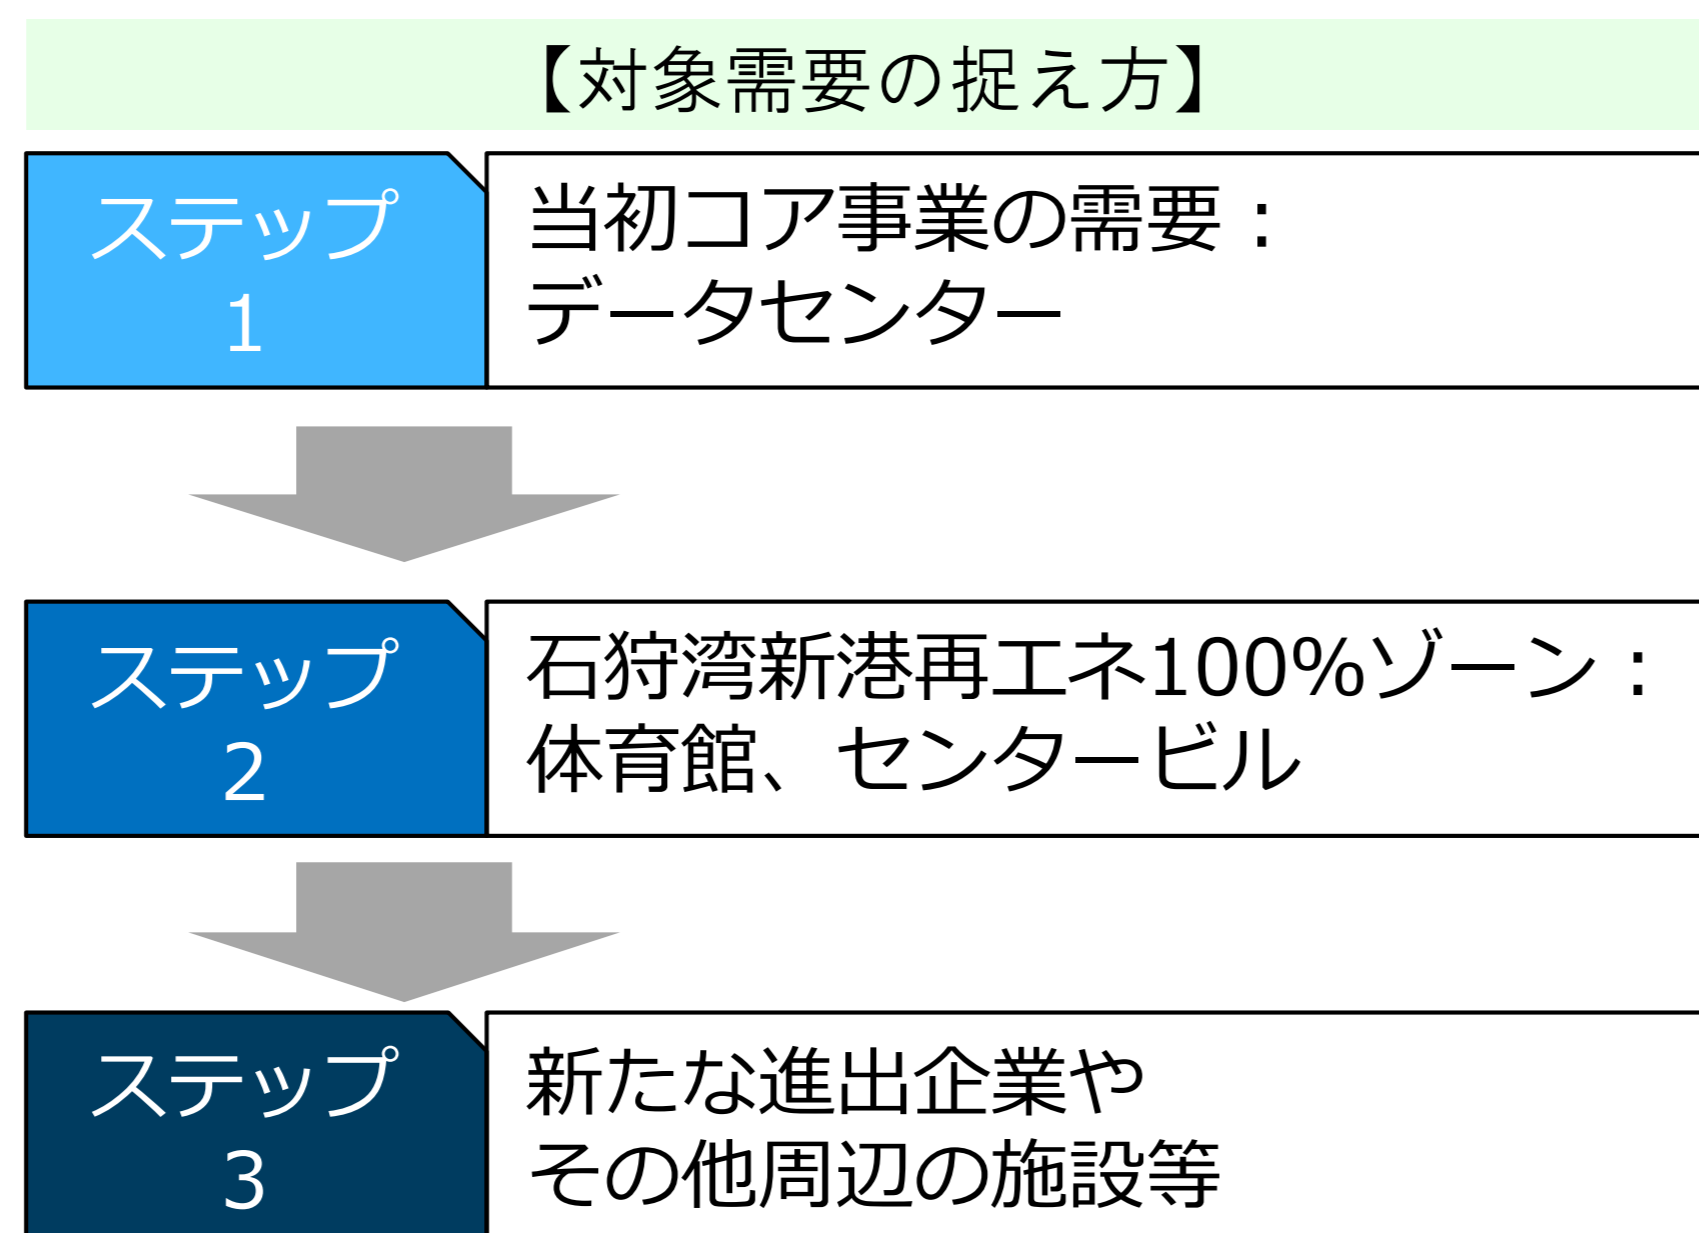 【対象需要の捉え方】
ステップ
1
当初コア事業の需要：
データセンター
ステップ
2
石狩湾新港再エネ100%ゾーン：
体育館、センタービル
ステップ
3
新たな進出企業や
その他周辺の施設等